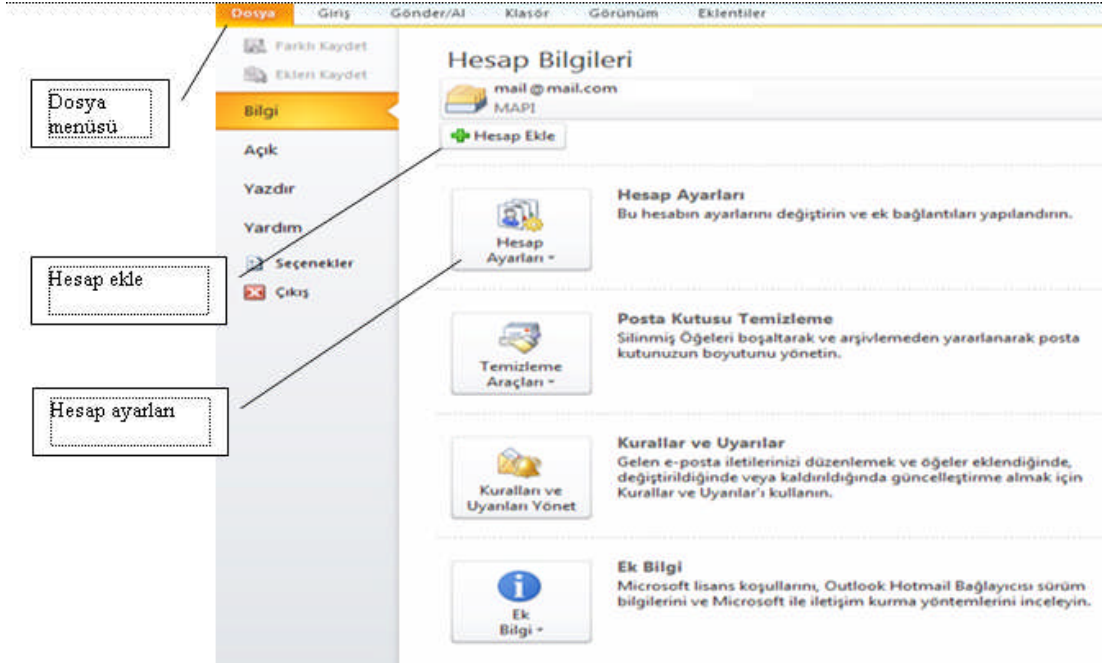 Dosya Giriş Gönder/Al Klasör Görünüm Eklentiler
Farklı Kaydet
Ekleri Kaydet
Bilgi
Açık
Yazdır
Yardım
Seçenekler
Çıkış
Dosya
menüsü
Hesap ekle
Hesap ayarları
Hesap Bilgileri
mail@mail.com
MAPI
Hesap Ekle
Hesap
Ayarları
Hesap Ayarları
Bu hesabın ayarlarını değiştirin ve ek bağlantıları yapılandırın.
Temizleme
Araçları
Posta Kutusu Temizleme
Silinmiş Öğeleri boşaltarak ve arşivlemeden yararlanarak posta
kutunuzun boyutunu yönetin.
Kuralları ve
Uyarıları Yönet
Kurallar ve Uyarılar
Gelen e-posta iletilerinizi düzenlemek ve öğeler eklendiğinde,
değiştirildiğinde veya kaldırıldığında güncelleştirme almak için
Kurallar ve Uyarılar'ı kullanın.
Ek
Bilgi
Ek Bilgi
Microsoft lisans koşullarını, Outlook Hotmail Bağlayıcısı sürüm
bilgilerini ve Microsoft ile iletişim kurma yöntemlerini inceleyin.